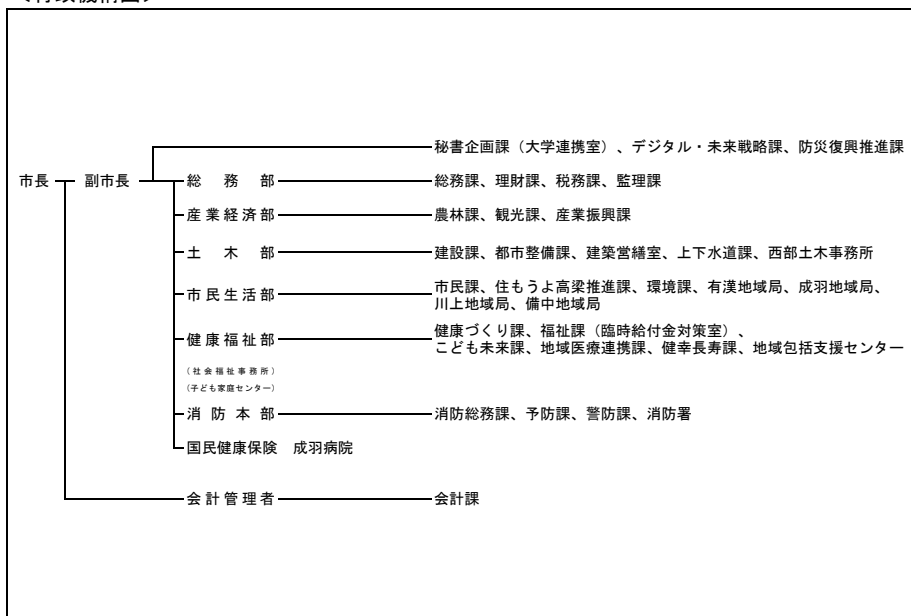 秘書企画課（大学連携室）、デジタル・未来戦略課、防災復興推進課
市長 副市長 総務部 総務課、理財課、税務課、監理課
産業経済部 農林課、観光課、産業振興課
土木部 建設課、都市整備課、建築営繕室、上下水道課、西部土木事務所
市民生活部 市民課、住もうよ高梁推進課、環境課、有漢地域局、成羽地域局、
川上地域局、備中地域局
健康福祉部 健康づくり課、福祉課（臨時給付金対策室）、
こども未来課、地域医療連携課、健幸長寿課、地域包括支援センター
（社会福祉事務所）
（子ども家庭センター）
消防本部 消防総務課、予防課、警防課、消防署
国民健康保険　成羽病院
会計管理者 会計課